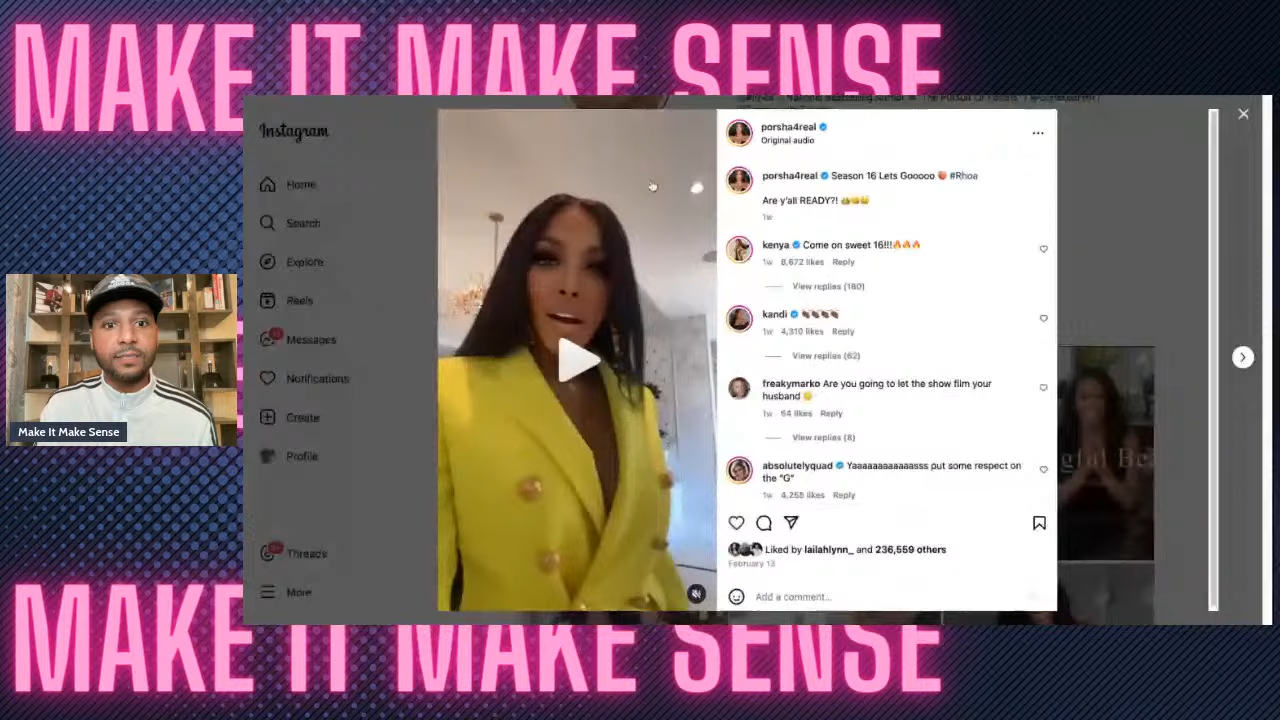 MAKE IT MAKE SENSE
Instagram
Home
Search
Explore
Reels
Messages
Notifications
Create
Profile
Threads
More
porsha4real
Original audio
porsha4real Season 16 Lets Gooooo 🍑 #Rhoa
Are y'all READY?!
1w
kenya Come on sweet 16!!!🔥🔥🔥
1w 8,672 likes Reply
View replies (180)
kandi
1w 4,310 likes Reply
View replies (62)
freakymarko Are you going to let the show film your
husband
1w 64 likes Reply
View replies (8)
absolutelyquad Yaaaaaaaaaaaasss put some respect on
the "G"
1w 4,258 likes Reply
Liked by lailahlynn_ and 236,559 others
February 13
Add a comment...
Make It Make Sense
MAKE IT MAKE SENSE